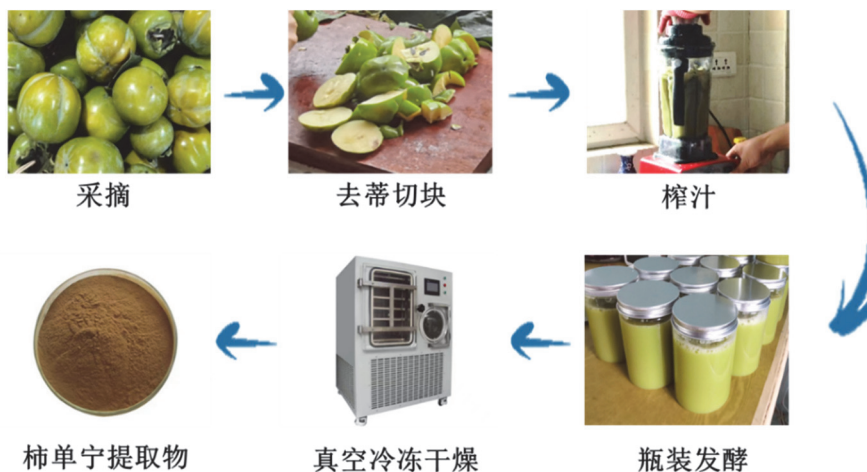 采摘
去蒂切块
榨汁
柿单宁提取物
真空冷冻干燥
瓶装发酵